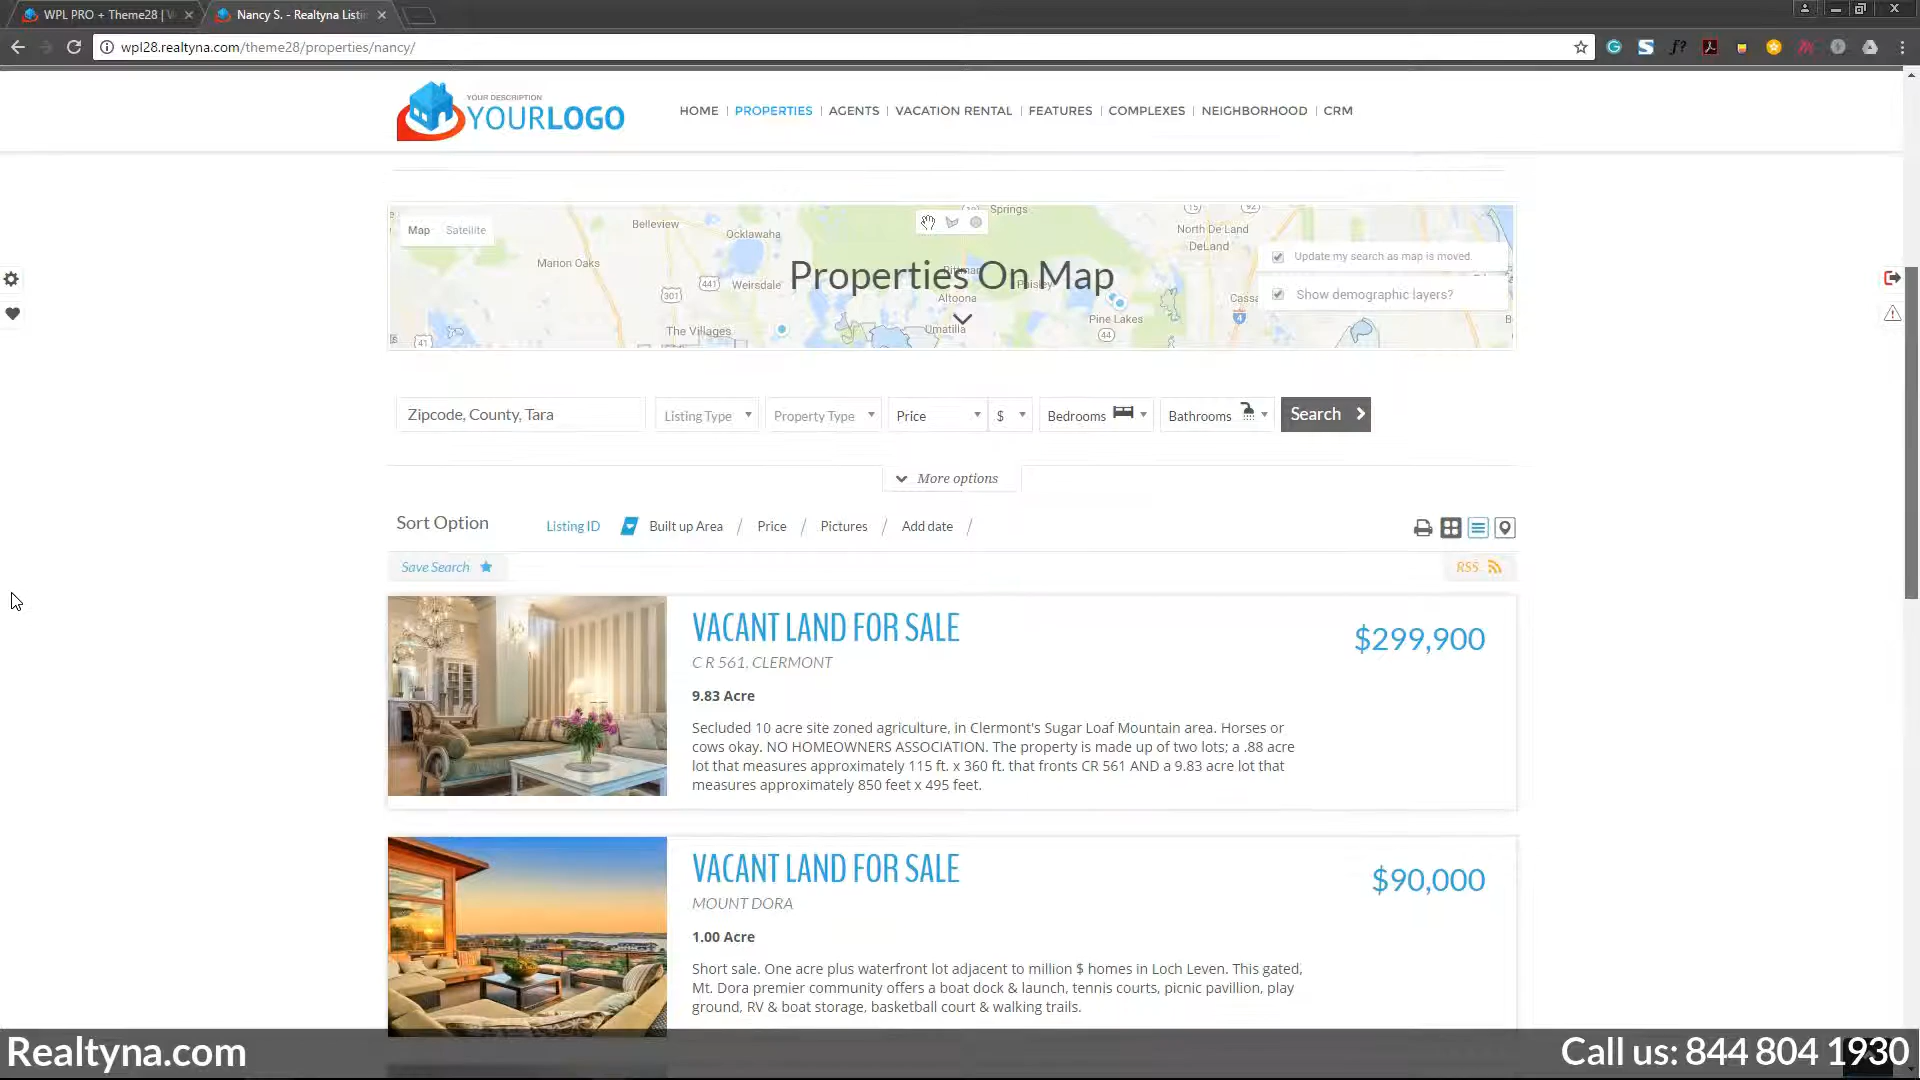 WPL PRO + Theme28 | W
Nancy S. - Realtyna Listin
wpl28.realtyna.com/theme28/properties/nancy/
YOUR DESCRIPTION
YOURLOGO
HOME | PROPERTIES | AGENTS | VACATION RENTAL | FEATURES | COMPLEXES | NEIGHBORHOOD | CRM
Map Satellite
Belleview
Ocklawaha
Marion Oaks
Springs
North De Land
DeLand
15
92
Update my search as map is moved.
Properties On Map
441
Weirsdale
301
Altoona
Paisley
Cassa
Show demographic layers?
4
The Villages
Umatilla
Pine Lakes
44
41
Zipcode, County, Tara
Listing Type
Property Type
Price
$
Bedrooms
Bathrooms
Search
More options
Sort Option
Listing ID
Built up Area / Price / Pictures / Add date /
Save Search
RSS
VACANT LAND FOR SALE
$299,900
C R 561, CLERMONT
9.83 Acre
Secluded 10 acre site zoned agriculture, in Clermont's Sugar Loaf Mountain area. Horses or
cows okay. NO HOMEOWNERS ASSOCIATION. The property is made up of two lots; a .88 acre
lot that measures approximately 115 ft. x 360 ft. that fronts CR 561 AND a 9.83 acre lot that
measures approximately 850 feet x 495 feet.
VACANT LAND FOR SALE
$90,000
MOUNT DORA
1.00 Acre
Short sale. One acre plus waterfront lot adjacent to million $ homes in Loch Leven. This gated,
Mt. Dora premier community offers a boat dock & launch, tennis courts, picnic pavillion, play
ground, RV & boat storage, basketball court & walking trails.
Realtyna.com
Call us: 844 804 1930